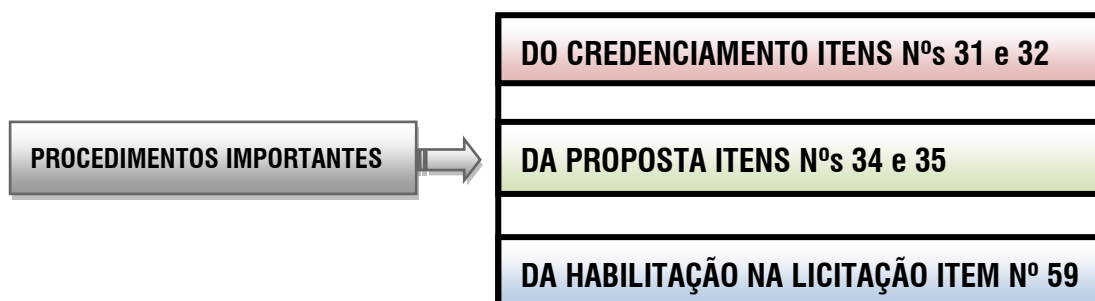 PROCEDIMENTOS IMPORTANTES
DO CREDENCIAMENTO ITENS Nºs 31 e 32
DA PROPOSTA ITENS Nºs 34 e 35
DA HABILITAÇÃO NA LICITAÇÃO ITEM Nº 59